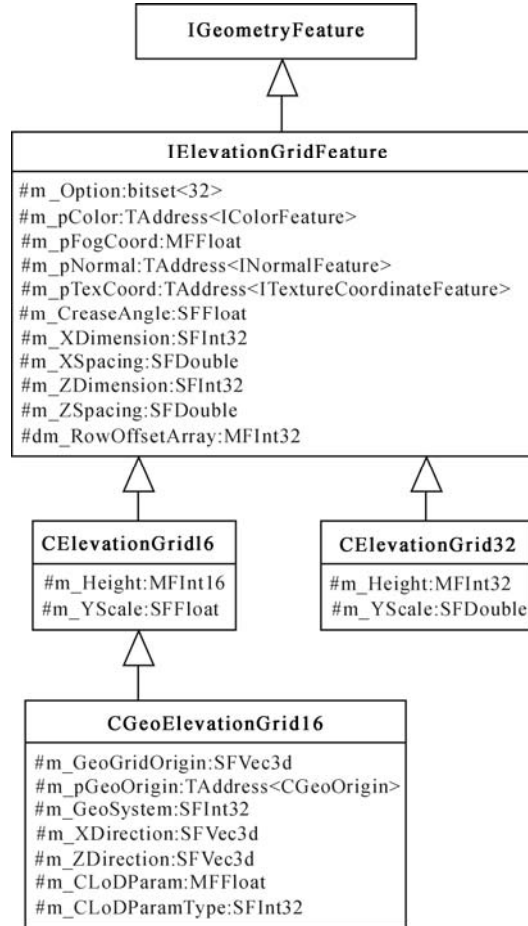 IGeometryFeature
IElevationGridFeature
#m_Option:bitset<32>
#m_pColor:TAddress<IColorFeature>
#m_pFogCoord:MFFloat
#m_pNormal:TAddress<INormalFeature>
#m_pTexCoord:TAddress<ITextureCoordinateFeature>
#m_CreaseAngle:SFFloat
#m_XDimension:SFInt32
#m_XSpacing:SFDouble
#m_ZDimension:SFInt32
#m_ZSpacing:SFDouble
#dm_RowOffsetArray:MFInt32
CElevationGrid16
#m_Height:MFInt16
#m_YScale:SFFloat
CElevationGrid32
#m_Height:MFInt32
#m_YScale:SFDouble
CGeoElevationGrid16
#m_GeoGridOrigin:SFVec3d
#m_pGeoOrigin:TAddress<CGeoOrigin>
#m_GeoSystem:SFInt32
#m_XDirection:SFVec3d
#m_ZDirection:SFVec3d
#m_CLoDParam:MFFloat
#m_CLoDParamType:SFInt32